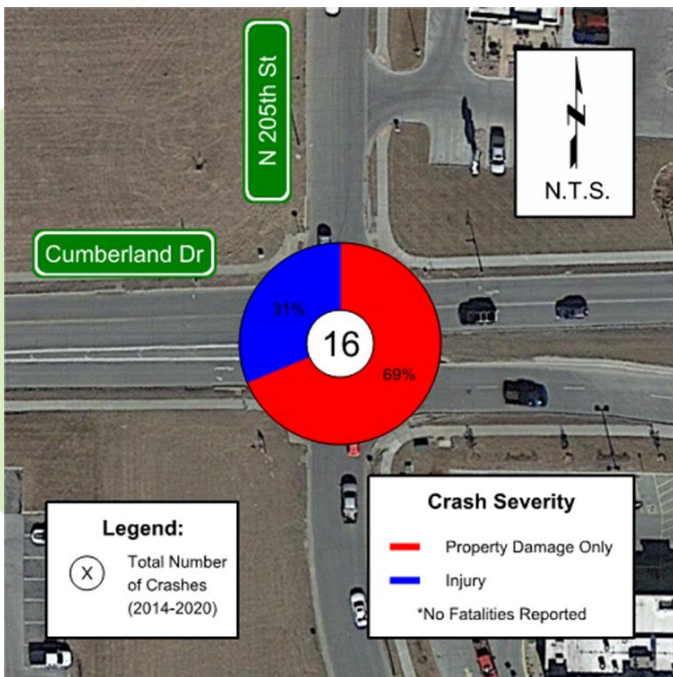 N 205th St
N.T.S.
Cumberland Dr
31%
16
69%
Legend:
X
Total Number
of Crashes
(2014-2020)
Crash Severity
Property Damage Only
Injury
*No Fatalities Reported